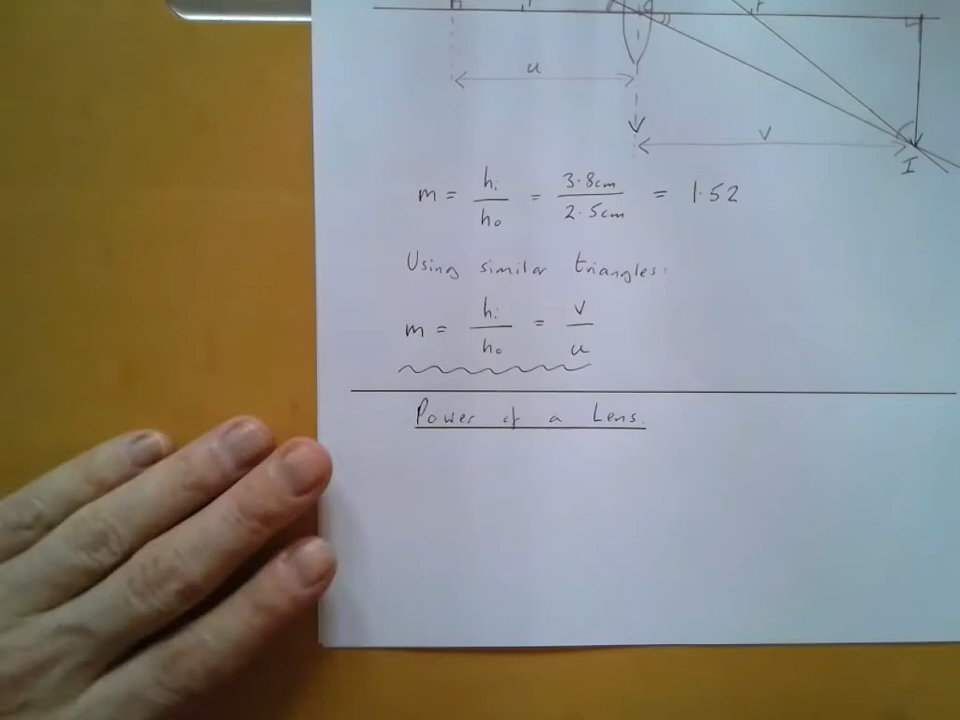 F F
u
v
I
m = hi/ho = 3.8cm/2.5cm = 1.52
Using similar triangles:
m = hi/ho = v/u
Power of a Lens.